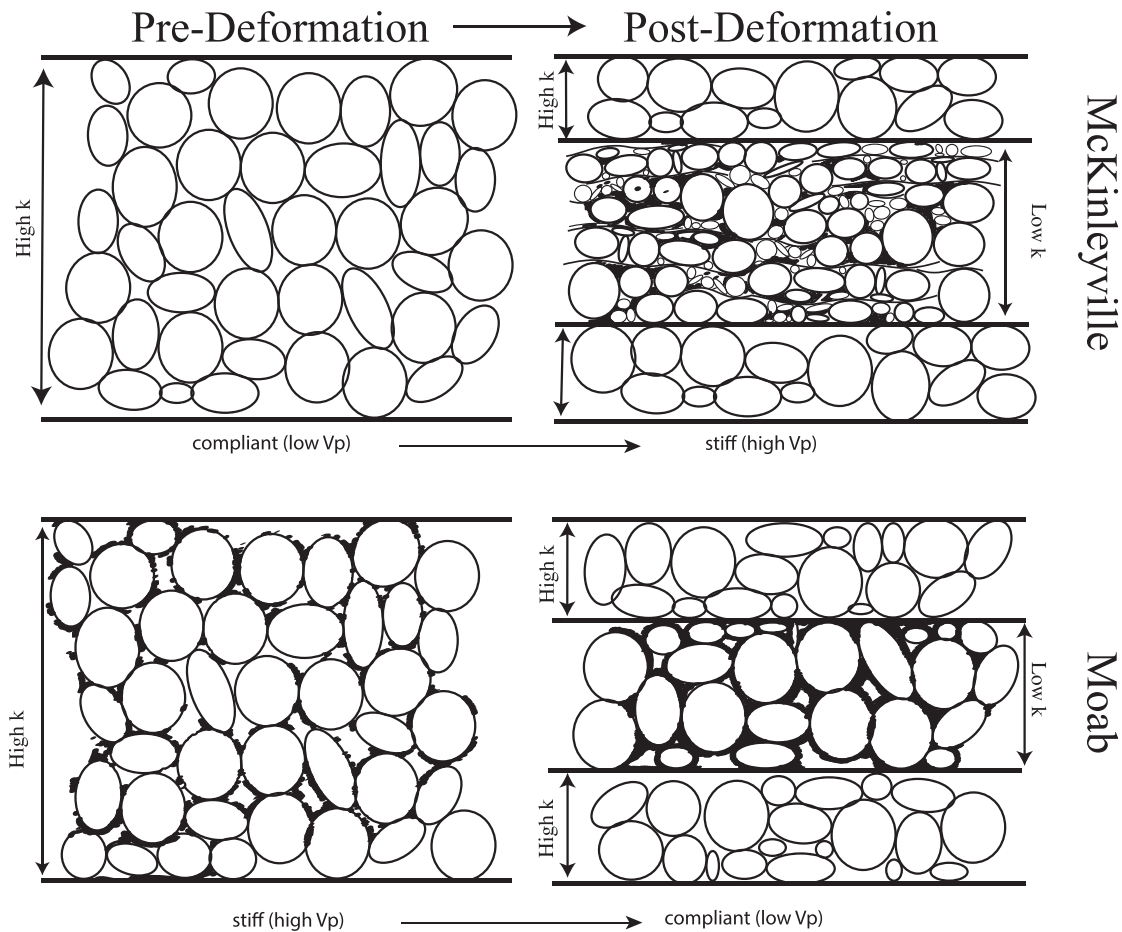 Pre-Deformation
Post-Deformation
High k
High k
Low k
McKinleyville
compliant (low Vp)
stiff (high Vp)
High k
High k
Low k
High k
Moab
stiff (high Vp)
compliant (low Vp)